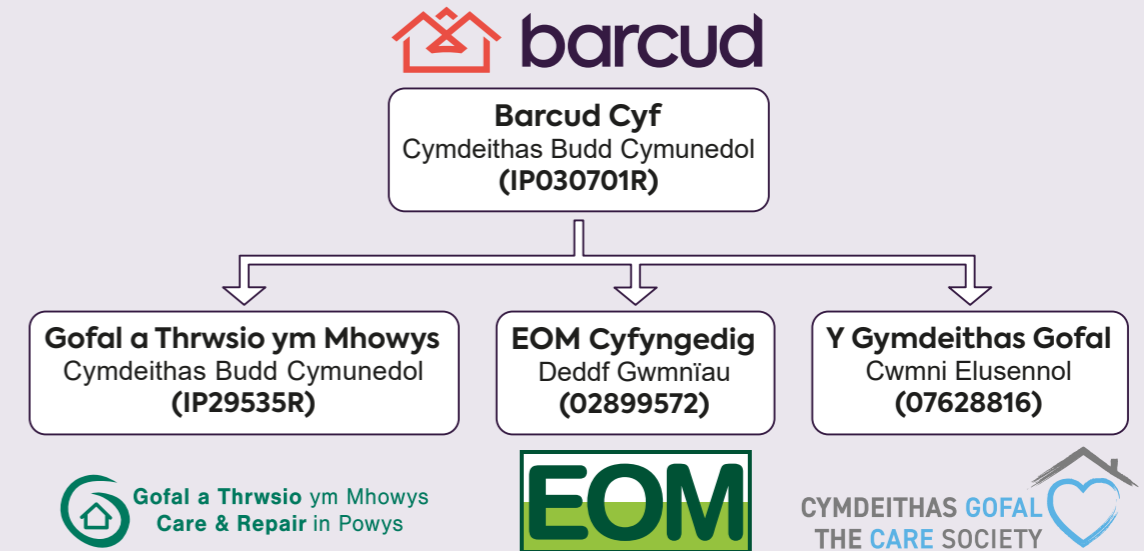 barcud
Barcud Cyf
Cymdeithas Budd Cymunedol
(IP030701R)
Gofal a Thrwsio ym Mhowys
Cymdeithas Budd Cymunedol
(IP29535R)
EOM Cyfyngedig
Deddf Gwmnïau
(02899572)
Y Gymdeithas Gofal
Cwmni Elusennol
(07628816)
Gofal a Thrwsio ym Mhowys
Care & Repair in Powys
EOM
CYMDEITHAS GOFAL
THE CARE SOCIETY